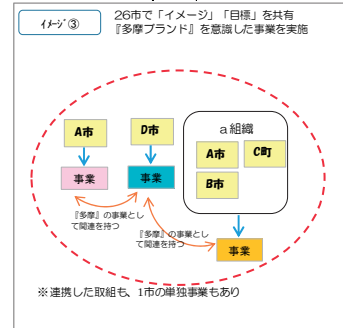 イメージ③
26市で「イメージ」「目標」を共有
『多摩ブランド』を意識した事業を実施
a 組織
A市
D市
A市
C町
B市
事業
事業
『多摩』の事業とし
て関連を持つ
『多摩』の事業とし
て関連を持つ
事業
※連携した取組も、1市の単独事業もあり